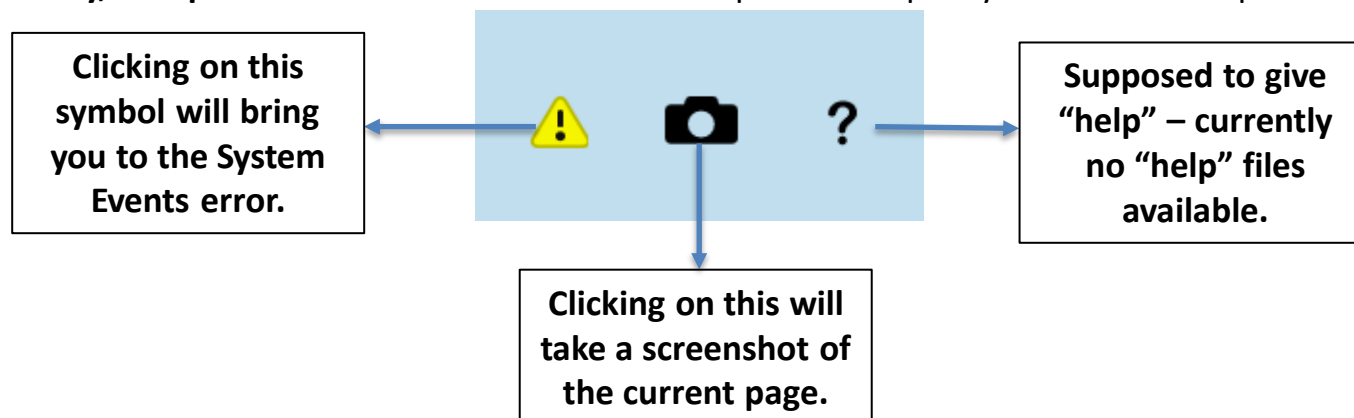 Clicking on this
symbol will bring
you to the System
Events error.
Supposed to give
“help” – currently
no “help” files
available.
Clicking on this will
take a screenshot of
the current page.